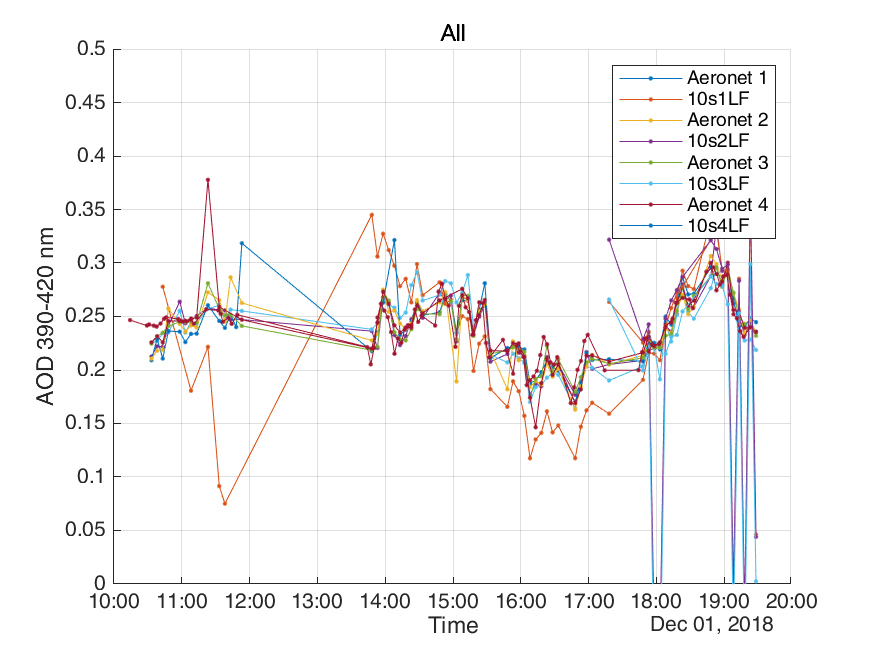 All
0.5
0.45
0.4
0.35
0.3
0.25
0.2
0.15
0.1
0.05
0
AOD 390-420 nm
Aeronet 1
10s1LF
Aeronet 2
10s2LF
Aeronet 3
10s3LF
Aeronet 4
10s4LF
10:00 11:00 12:00 13:00 14:00 15:00 16:00 17:00 18:00 19:00 20:00
Time
Dec 01, 2018